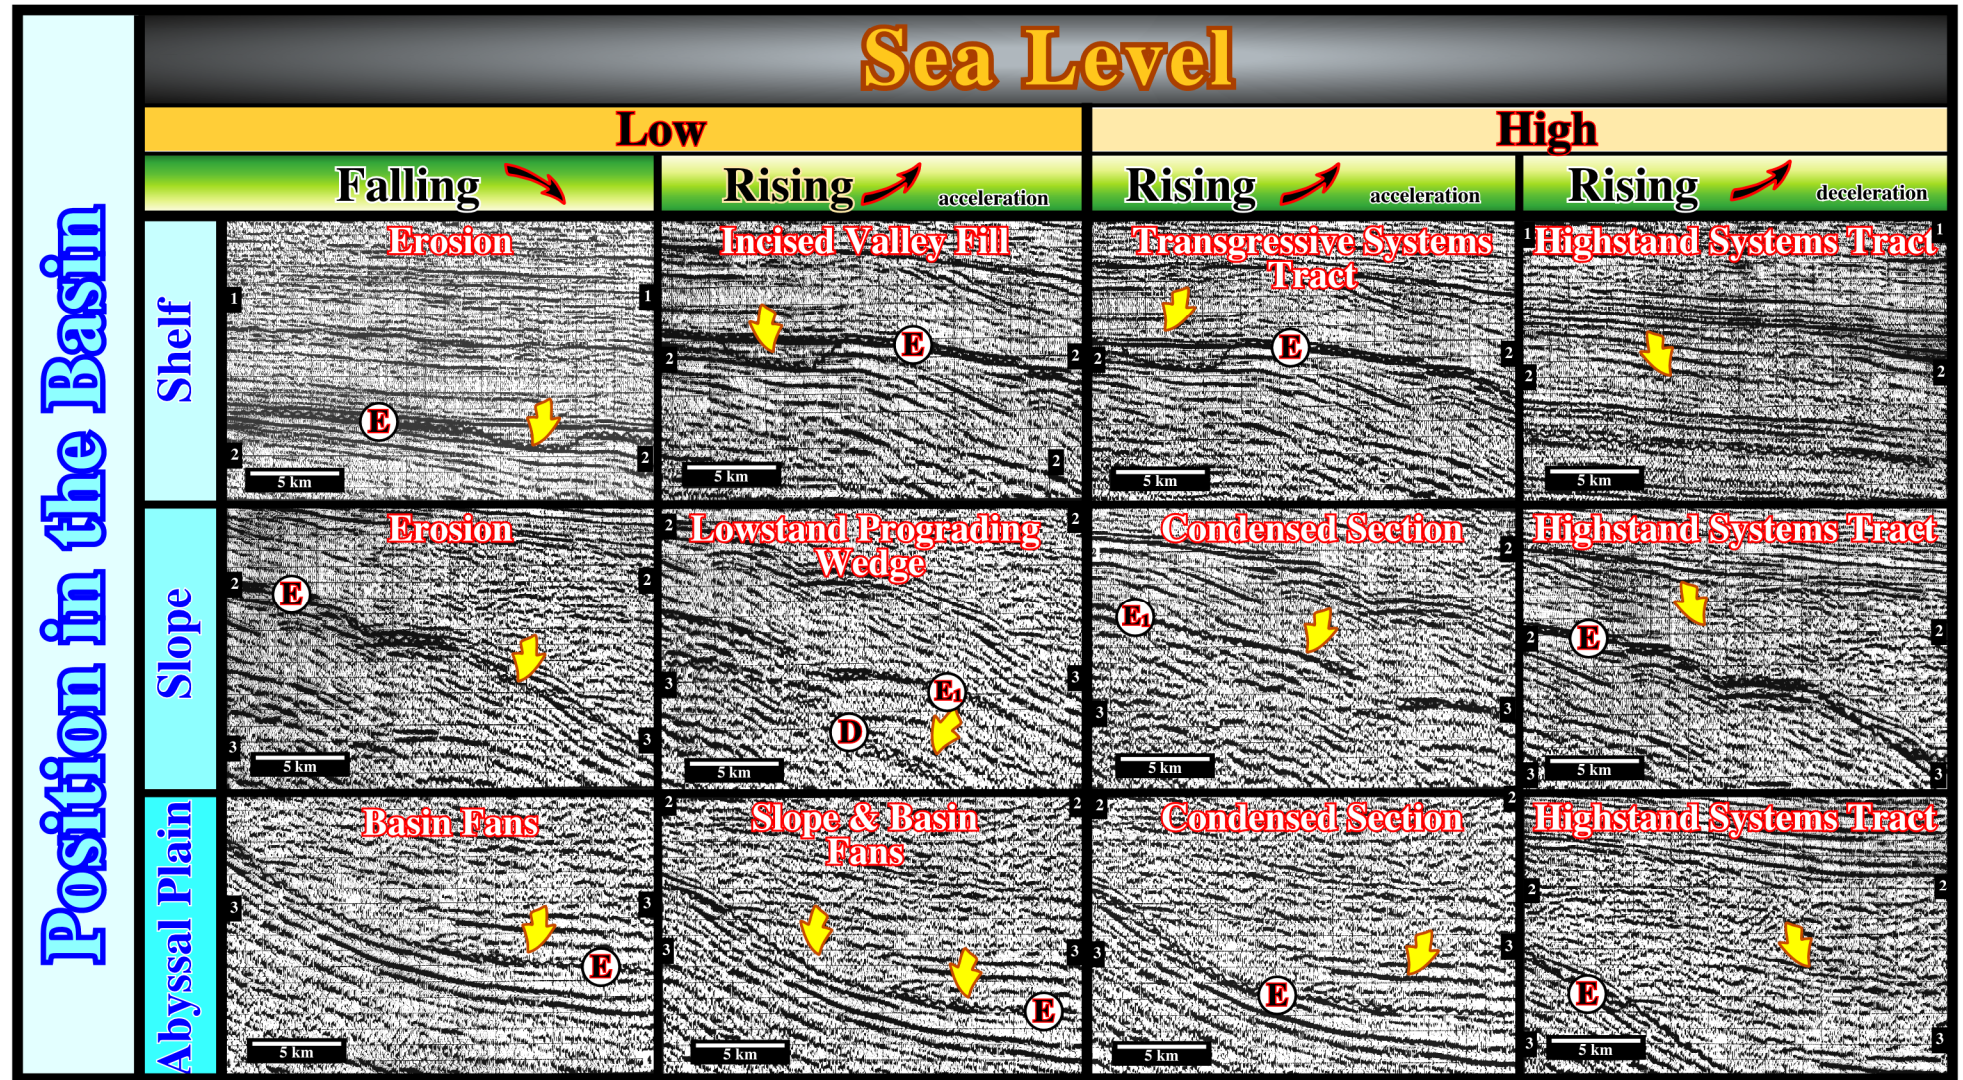 Sea Level
Position in the Basin
Low
High
Falling
Rising
acceleration
Rising
acceleration
Rising
deceleration
Shelf
Erosion
1
1
E
2
2
5 km
Incised Valley Fill
E
2
2
2
5 km
Transgressive Systems
Tract
E
2
2
5 km
1
1
Highstand Systems Tract
2
2
5 km
Slope
Erosion
2
2
E
3
3
5 km
2
2
Lowstand Prograding
Wedge
3
3
E1
D
5 km
Condensed Section
2
2
E1
3
3
5 km
Highstand Systems Tract
2
2
E
3
3
5 km
Abyssal Plain
Basin Fans
3
3
E
5 km
2
2
Slope & Basin
Fans
3
3
E
5 km
2
2
Condensed Section
3
3
E
5 km
Highstand Systems Tract
2
2
E
3
3
5 km